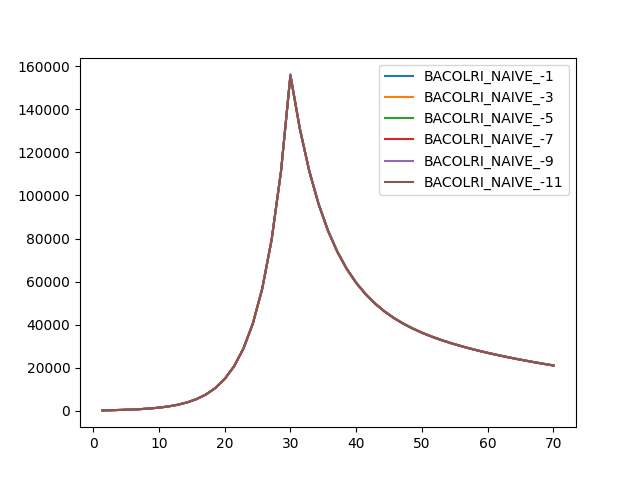 160000
140000
120000
100000
80000
60000
40000
20000
0
0 10 20 30 40 50 60 70
BACOLRI_NAIVE_-1
BACOLRI_NAIVE_-3
BACOLRI_NAIVE_-5
BACOLRI_NAIVE_-7
BACOLRI_NAIVE_-9
BACOLRI_NAIVE_-11